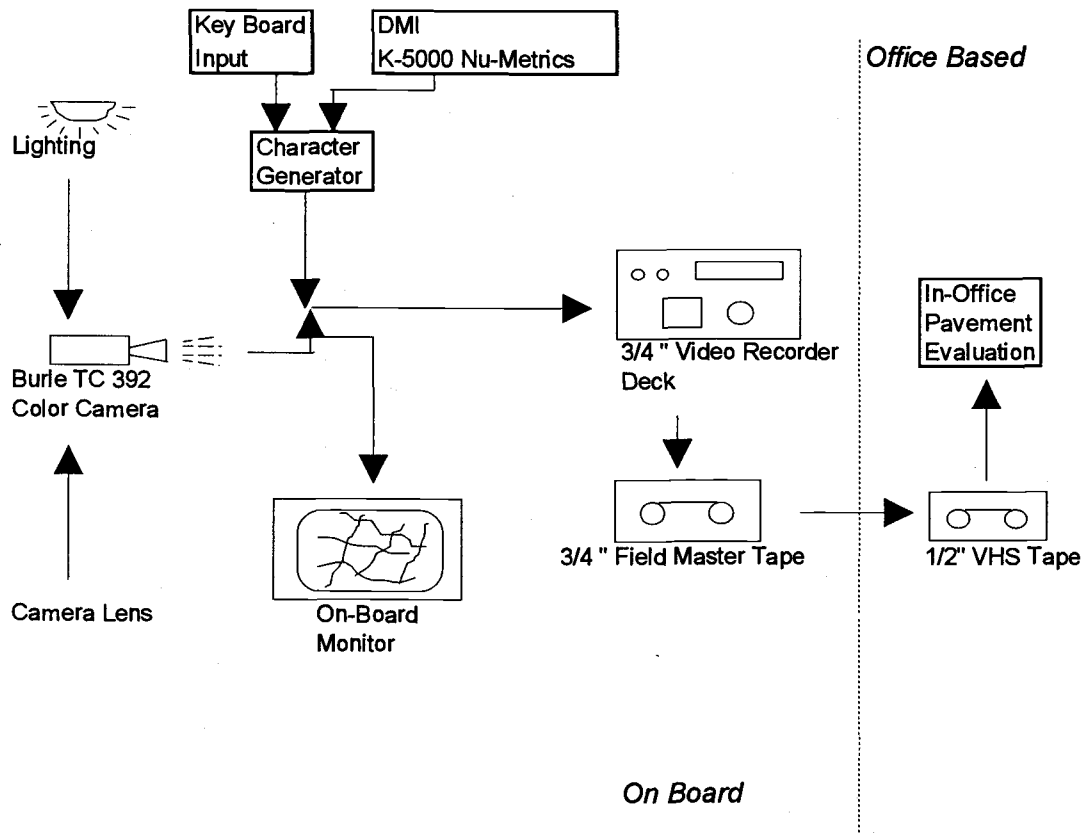 Key Board
Input
DMI
K-5000 Nu-Metrics
Office Based
Lighting
Character
Generator
Burle TC 392
Color Camera
3/4 " Video Recorder
Deck
In-Office
Pavement
Evaluation
3/4 " Field Master Tape
1/2" VHS Tape
Camera Lens
On-Board
Monitor
On Board